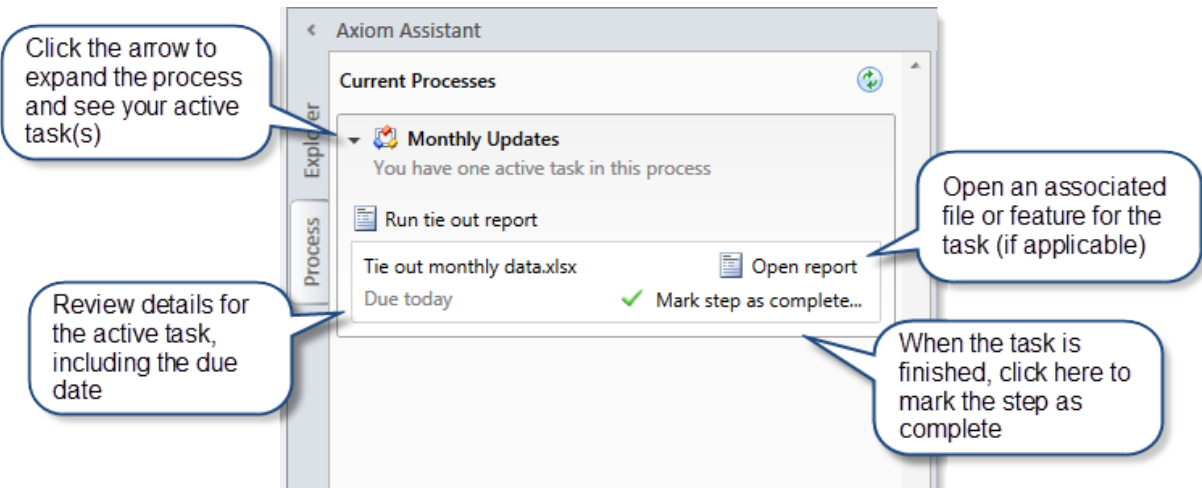 Click the arrow to
expand the process
and see your active
task(s)
Axiom Assistant
Current Processes
Explorer
Monthly Updates
You have one active task in this process
Process
Run tie out report
Tie out monthly data.xlsx
Open report
Due today
Mark step as complete...
Open an associated
file or feature for the
task (if applicable)
Review details for
the active task,
including the due
date
When the task is
finished, click here to
mark the step as
complete